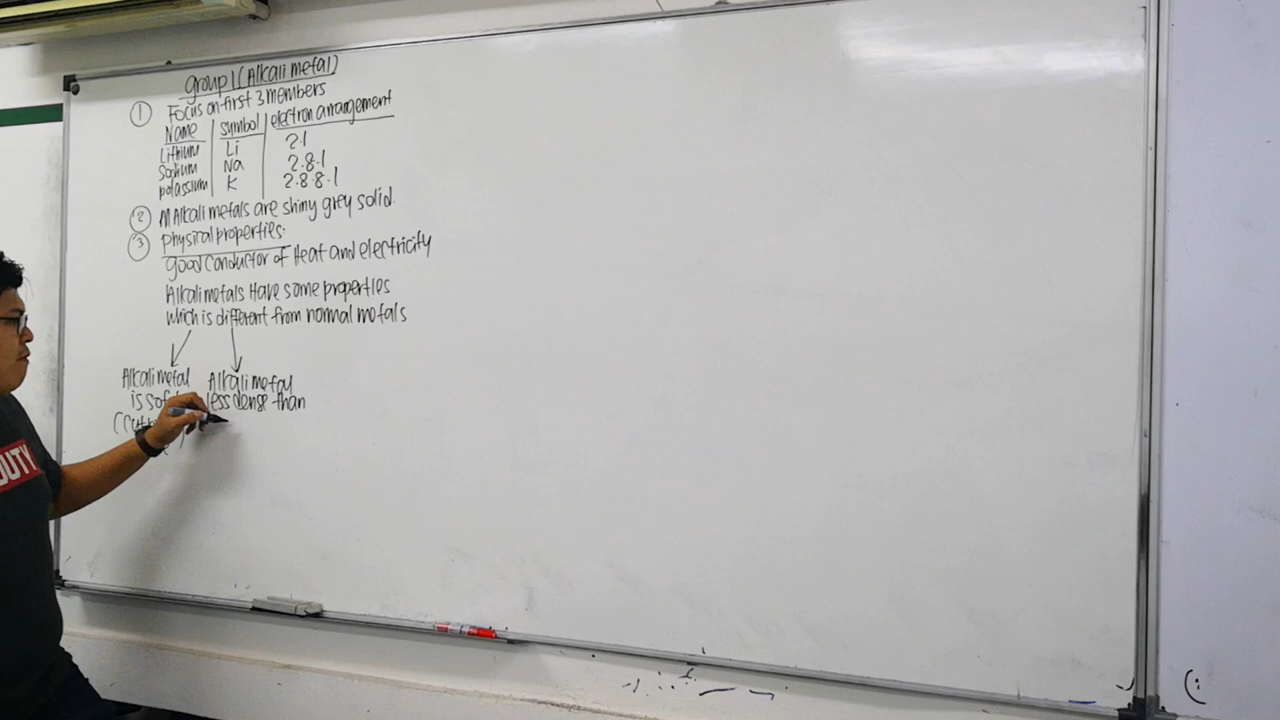 Group 1 (Alkali metal)
① Focus on first 3 members
Name symbol electron arrangement
Lithium Li 2.1
Sodium Na 2.8.1
potassium K 2.8.8.1
② All Alkali metals are shiny grey solid.
③ Physical properties.
good conductor of Heat and electricity
Alkali metals Have some properties
which is different from normal metals
Alkali metal
is
Alkali metal
less dense than
DUTY